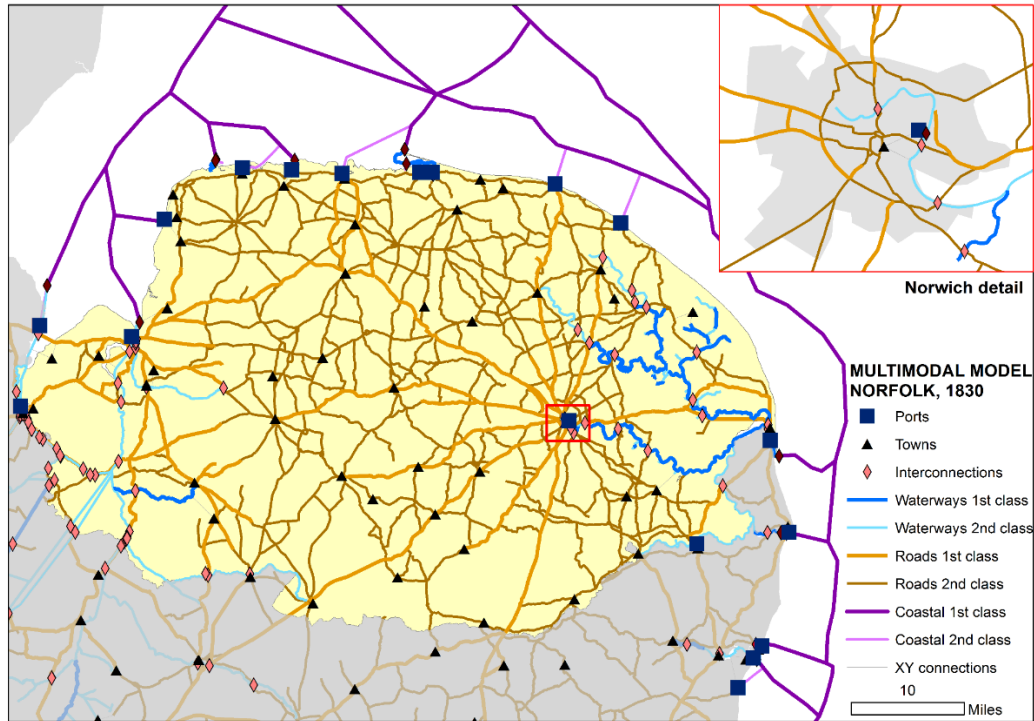 Norwich detail
MULTIMODAL MODEL
NORFOLK, 1830
Ports
Towns
Interconnections
Waterways 1st class
Waterways 2nd class
Roads 1st class
Roads 2nd class
Coastal 1st class
Coastal 2nd class
XY connections
10
Miles